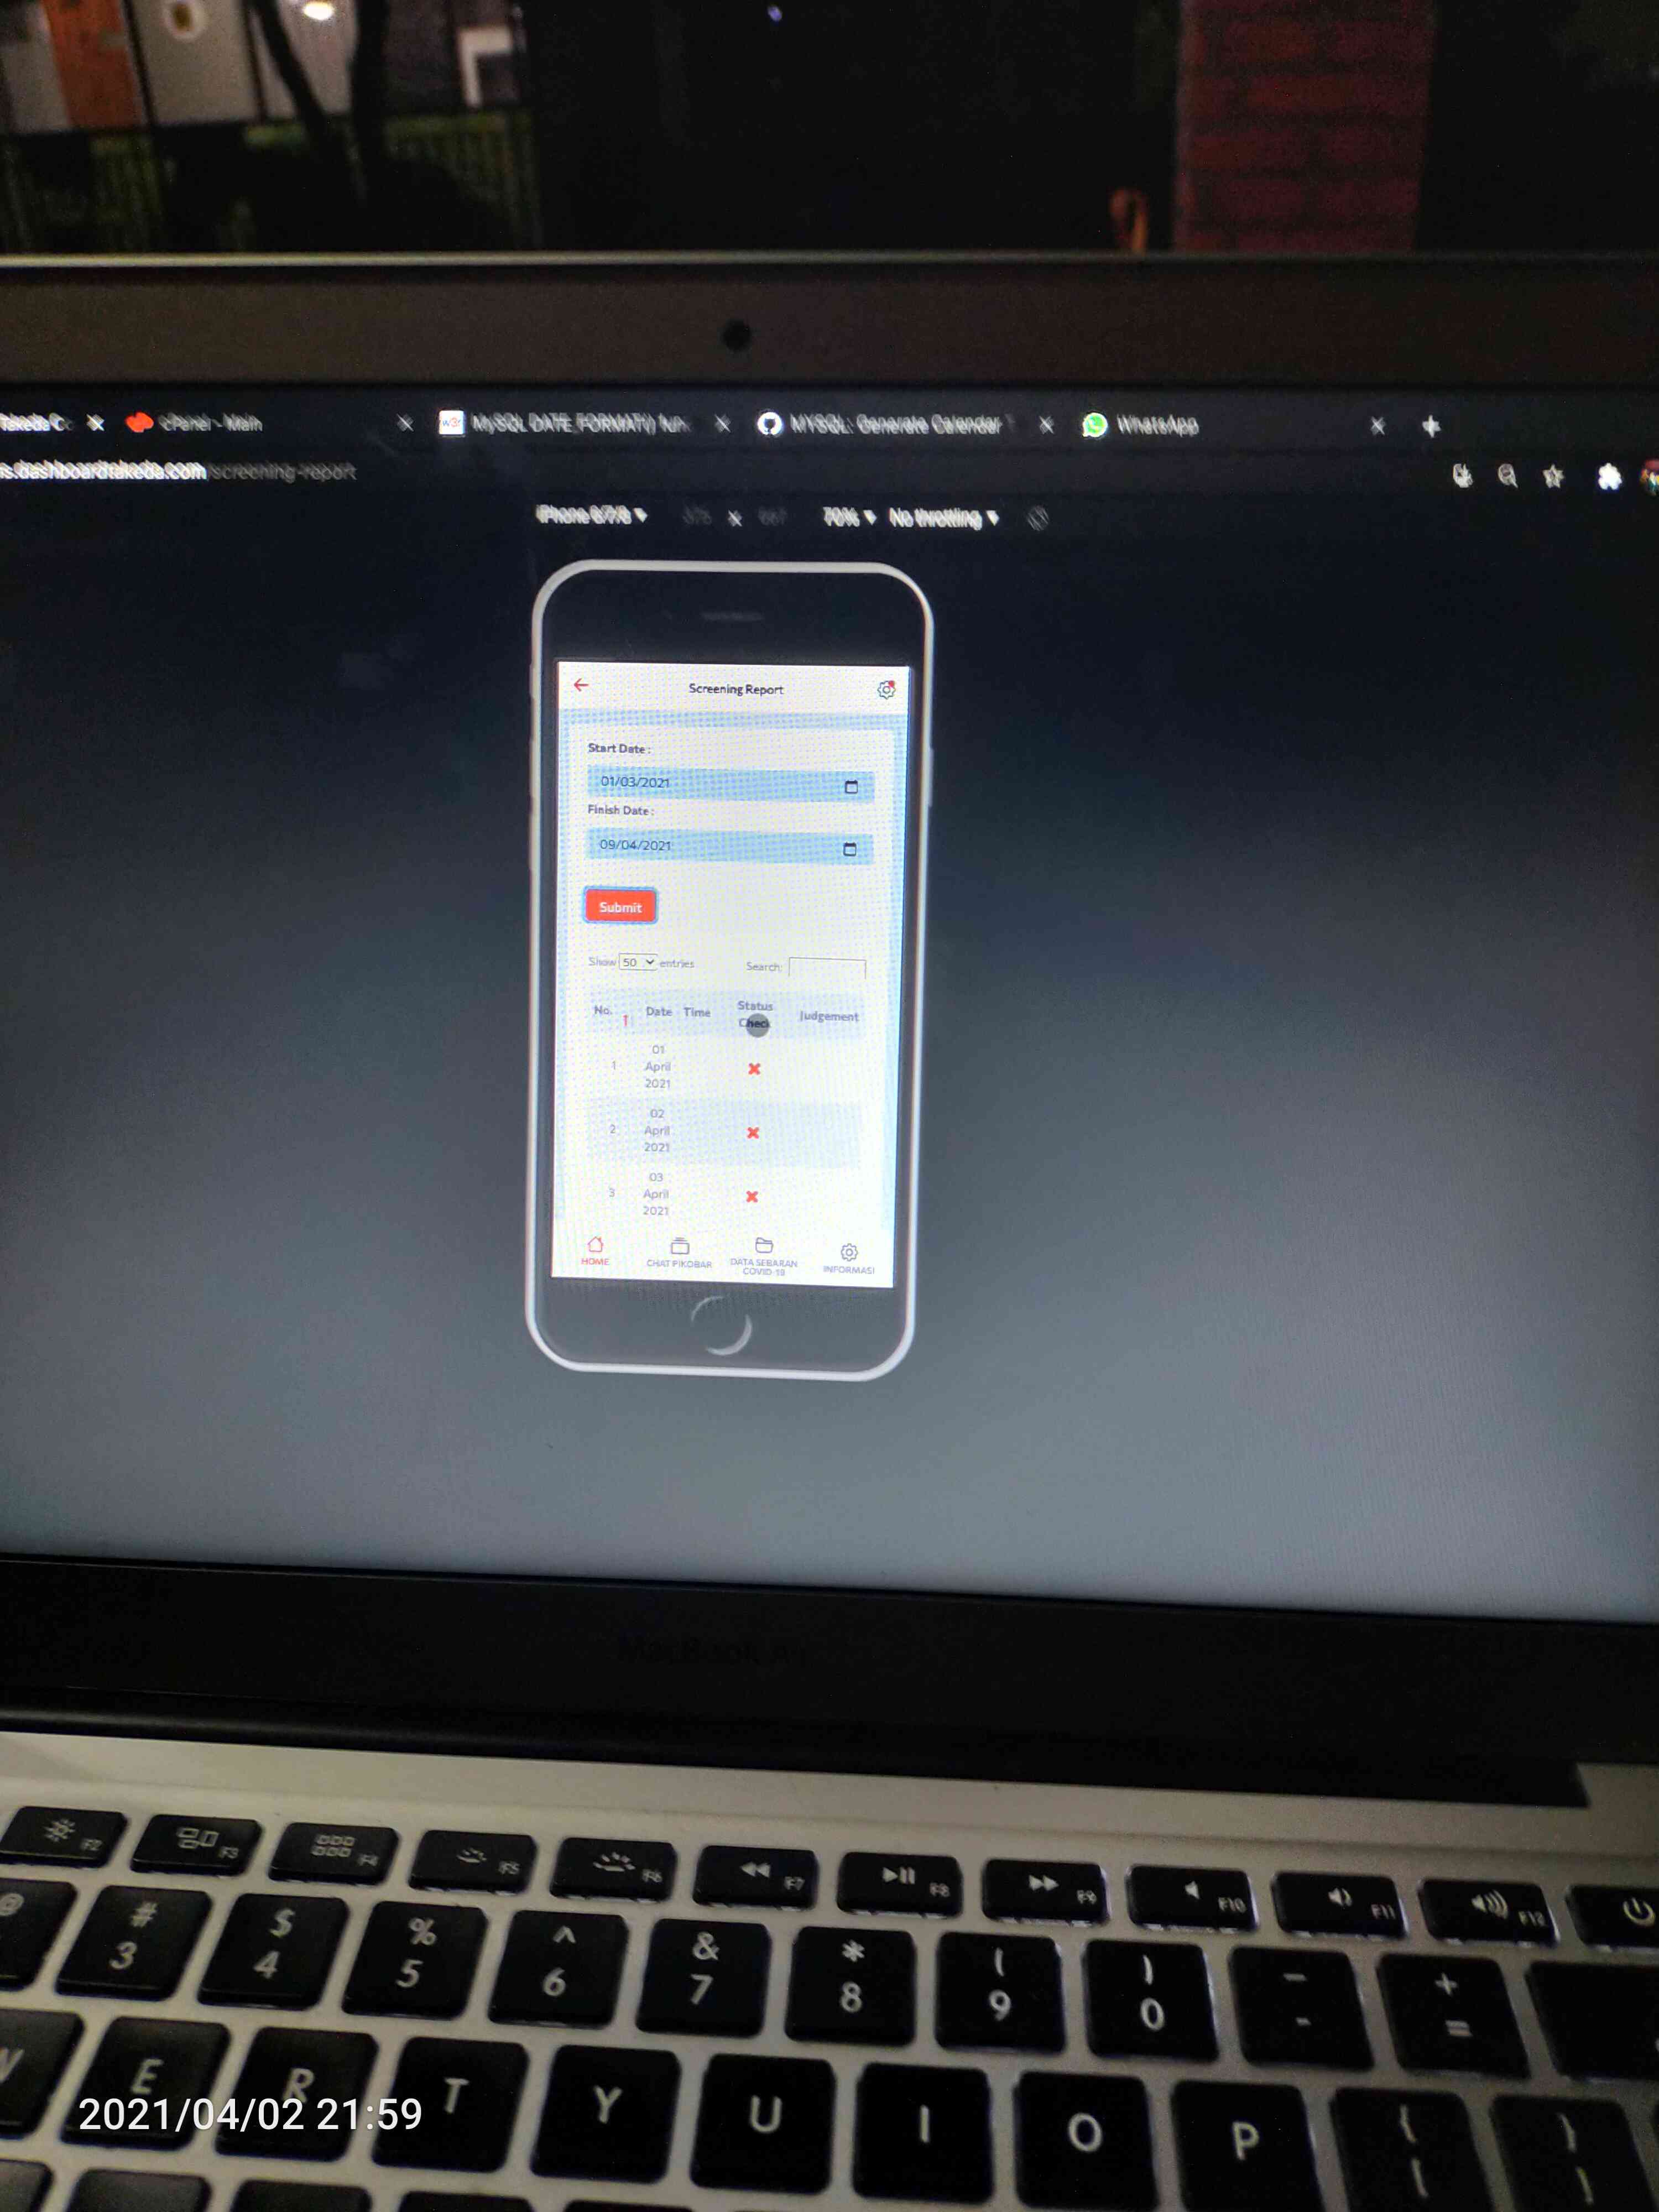 Takeda C
cPanel - Main
MySQL DATE_FORMAT() fun
MYSQL: Generate Calendar
WhatsApp
s.dashboardtakeda.com/screening-report
iPhone 6/7/8
70%
No throttling
Screening Report
Start Date :
01/03/2021
Finish Date :
09/04/2021
Submit
Show 50 entries
Search:
No. Date Time Status Check Judgement
1 01 April 2021
2 02 April 2021
3 03 April 2021
HOME
CHAT PIKOBAR
DATA SEBARAN COVID-19
INFORMASI
MacBook
F2 F3 F4 F5 F6 F7 F8 F9 F10 F11 F12
@ # $ % ^ & * ( ) - +
3 4 5 6 7 8 9 0 - =
W E R T Y U I O P { }
[ ]
2021/04/02 21:59